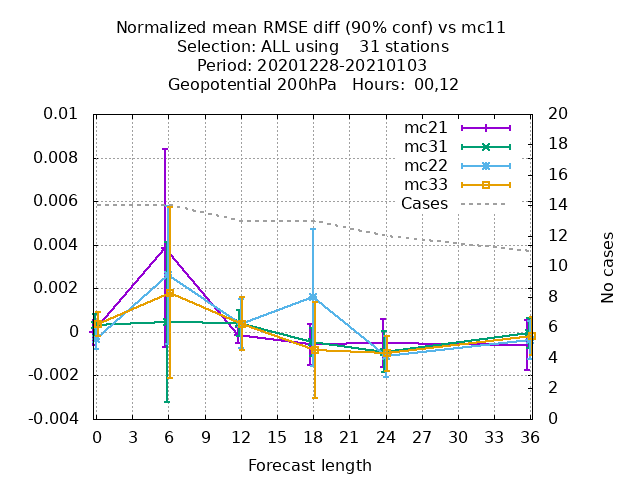 Normalized mean RMSE diff (90% conf) vs mc11
Selection: ALL using    31 stations
Period: 20201228-20210103
Geopotential 200hPa   Hours: 00,12
0.01
0.008
0.006
0.004
0.002
0
-0.002
-0.004
20
18
16
14
12
10
8
6
4
2
0
mc21
mc31
mc22
mc33
Cases
No cases
0 3 6 9 12 15 18 21 24 27 30 33 36
Forecast length